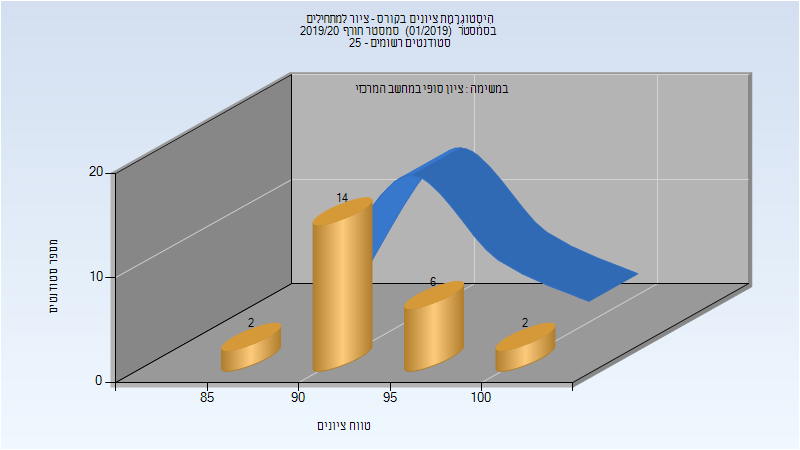 היסטוגרמת ציונים בקורס - ציור למתחילים
בסמסטר (01/2019) סמסטר חורף 2019/20
סטודנטים רשומים - 25
במשימה : ציון סופי במחשב המרכזי
20
10
0
מספר סטודנטים
2
14
6
2
85
90
95
100
טווח ציונים